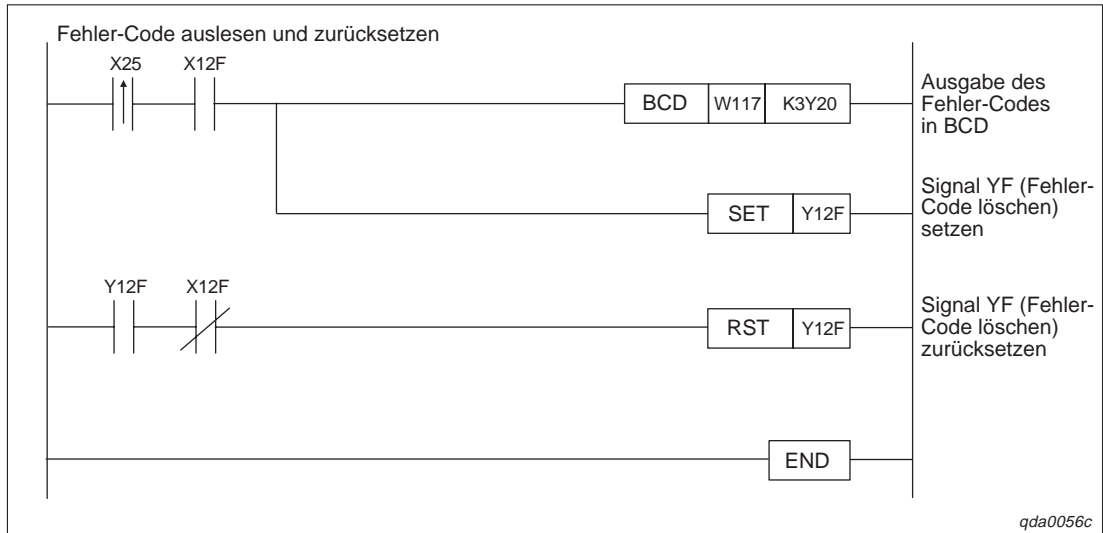 Fehler-Code auslesen und zurücksetzen
X25 X12F
BCD W117 K3Y20
Ausgabe des
Fehler-Codes
in BCD
SET Y12F
Signal YF (Fehler-
Code löschen)
setzen
Y12F X12F
RST Y12F
Signal YF (Fehler-
Code löschen)
zurücksetzen
END
qda0056c